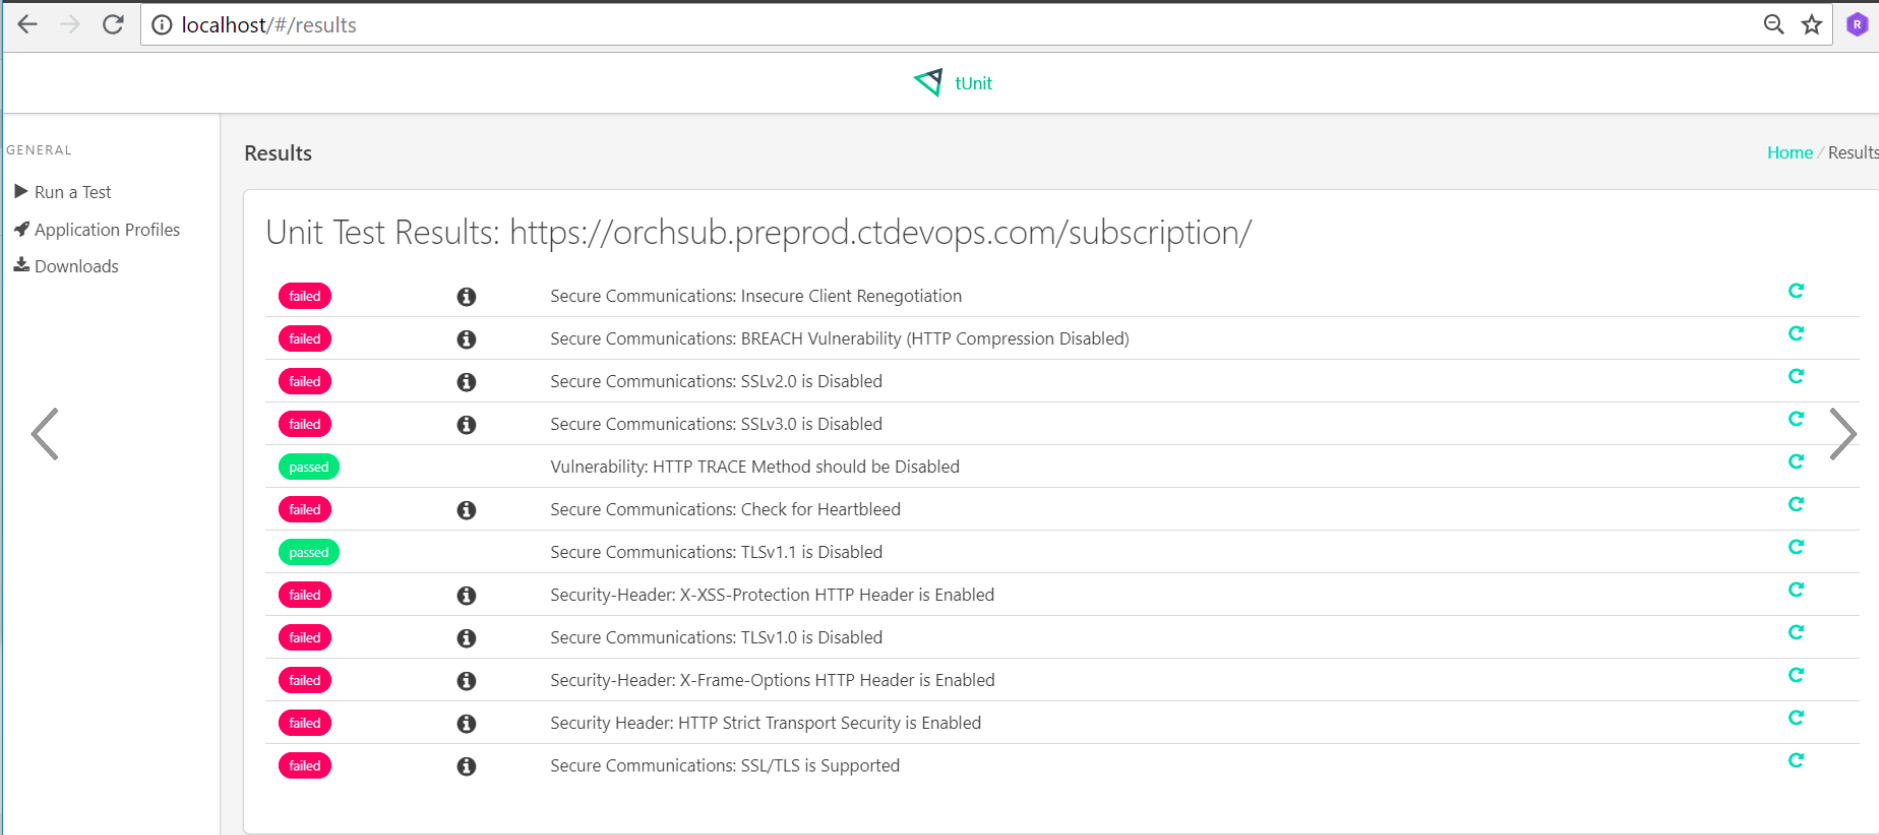 localhost/#/results
R
tUnit
GENERAL
Run a Test
Application Profiles
Downloads
Results
Home / Results
Unit Test Results: https://orchsub.preprod.ctdevops.com/subscription/
failed Secure Communications: Insecure Client Renegotiation
failed Secure Communications: BREACH Vulnerability (HTTP Compression Disabled)
failed Secure Communications: SSLv2.0 is Disabled
failed Secure Communications: SSLv3.0 is Disabled
passed Vulnerability: HTTP TRACE Method should be Disabled
failed Secure Communications: Check for Heartbleed
passed Secure Communications: TLSv1.1 is Disabled
failed Security-Header: X-XSS-Protection HTTP Header is Enabled
failed Secure Communications: TLSv1.0 is Disabled
failed Security-Header: X-Frame-Options HTTP Header is Enabled
failed Security Header: HTTP Strict Transport Security is Enabled
failed Secure Communications: SSL/TLS is Supported